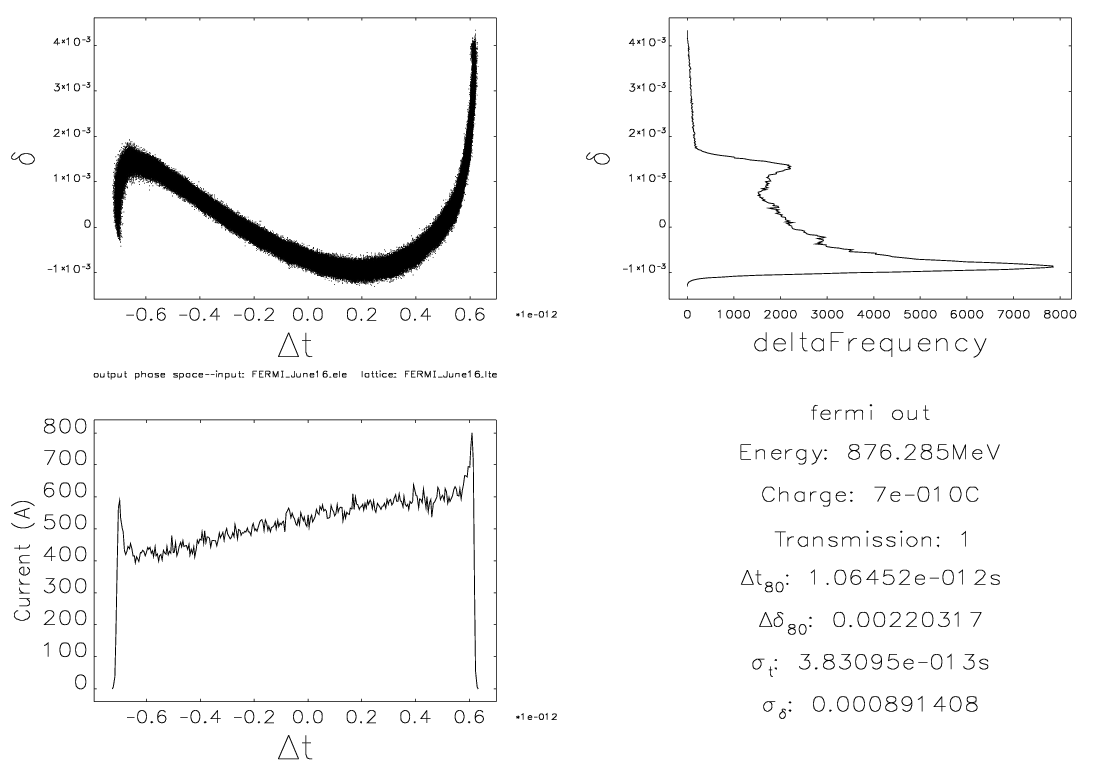 4×10⁻³
3×10⁻³
2×10⁻³
1×10⁻³
0
−1×10⁻³
δ
−0.6 −0.4 −0.2 0.0 0.2 0.4 0.6 *1e−012
Δt
output phase space--input: FERMI_June16.ele lattice: FERMI_June16.lte
4×10⁻³
3×10⁻³
2×10⁻³
1×10⁻³
0
−1×10⁻³
δ
0 1000 2000 3000 4000 5000 6000 7000 8000
deltaFrequency
800
700
600
500
400
300
200
100
0
Current (A)
−0.6 −0.4 −0.2 0.0 0.2 0.4 0.6 *1e−012
Δt
fermi out
Energy: 876.285MeV
Charge: 7e−010C
Transmission: 1
Δt₈₀: 1.06452e−012s
Δδ₈₀: 0.00220317
σₜ: 3.83095e−013s
σ_δ: 0.000891408